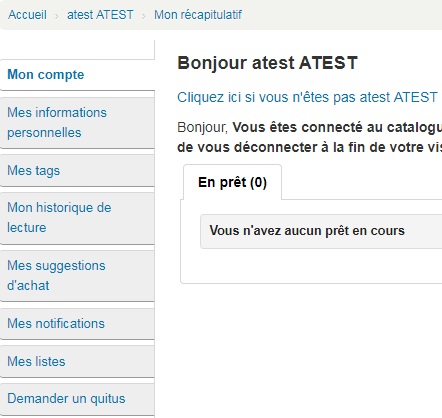 Accueil › atest ATEST › Mon récapitulatif
Mon compte
Mes informations
personnelles
Mes tags
Mon historique de
lecture
Mes suggestions
d'achat
Mes notifications
Mes listes
Demander un quitus
Bonjour atest ATEST
Cliquez ici si vous n'êtes pas atest ATEST
Bonjour, Vous êtes connecté au catalogu
de vous déconnecter à la fin de votre vis
En prêt (0)
Vous n'avez aucun prêt en cours